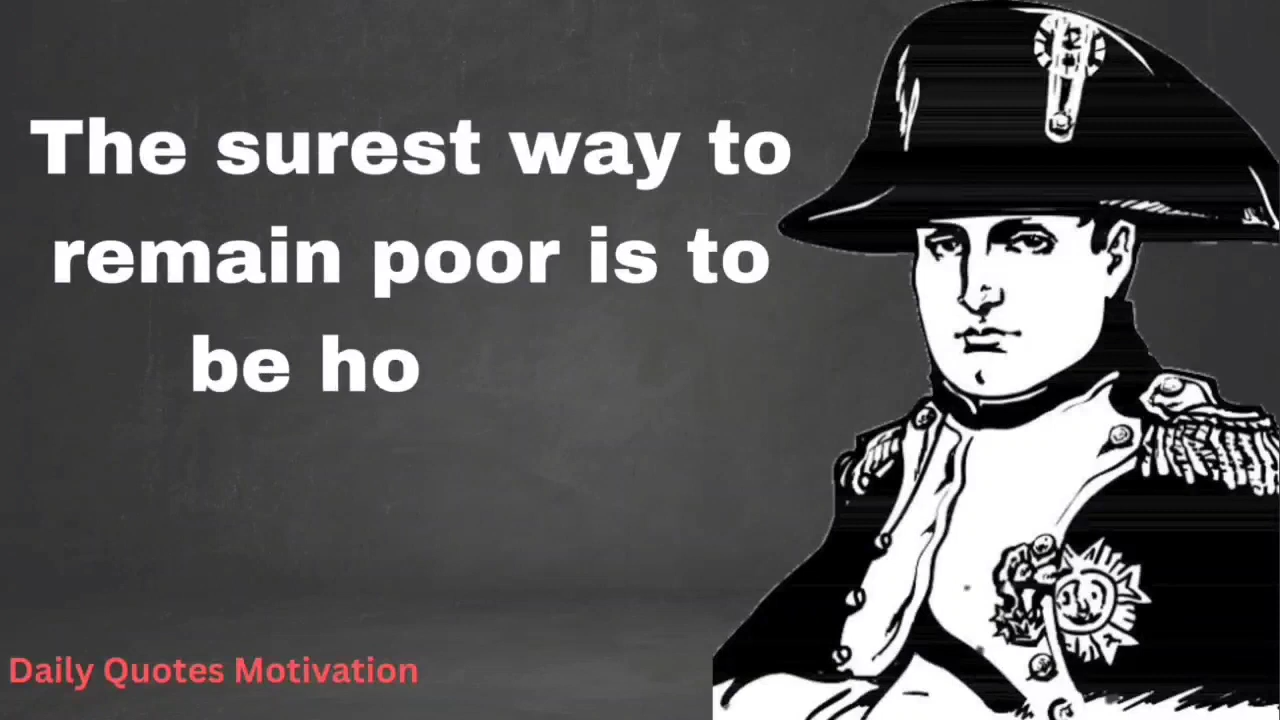 The surest way to
remain poor is to
be ho
Daily Quotes Motivation